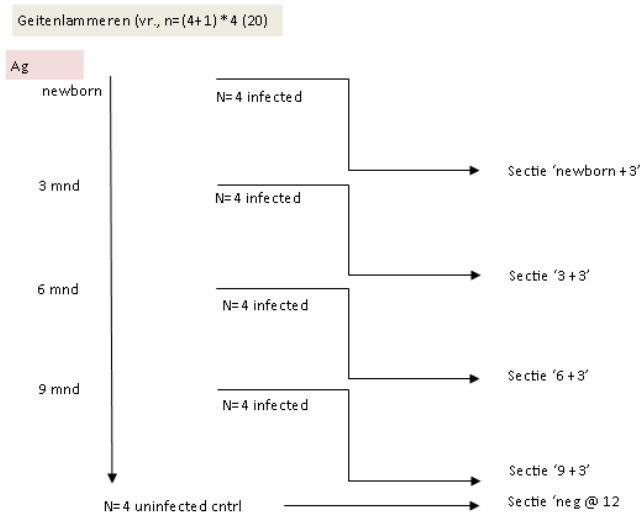 Geitenlammeren (vr., n=(4+1)*4 (20)
Ag
newborn
N=4 infected
Sectie ‘newborn+3’
3 mnd
N=4 infected
Sectie ‘3+3’
6 mnd
N=4 infected
Sectie ‘6+3’
9 mnd
N=4 infected
Sectie ‘9+3’
N=4 uninfected cntrl
Sectie ‘neg @ 12